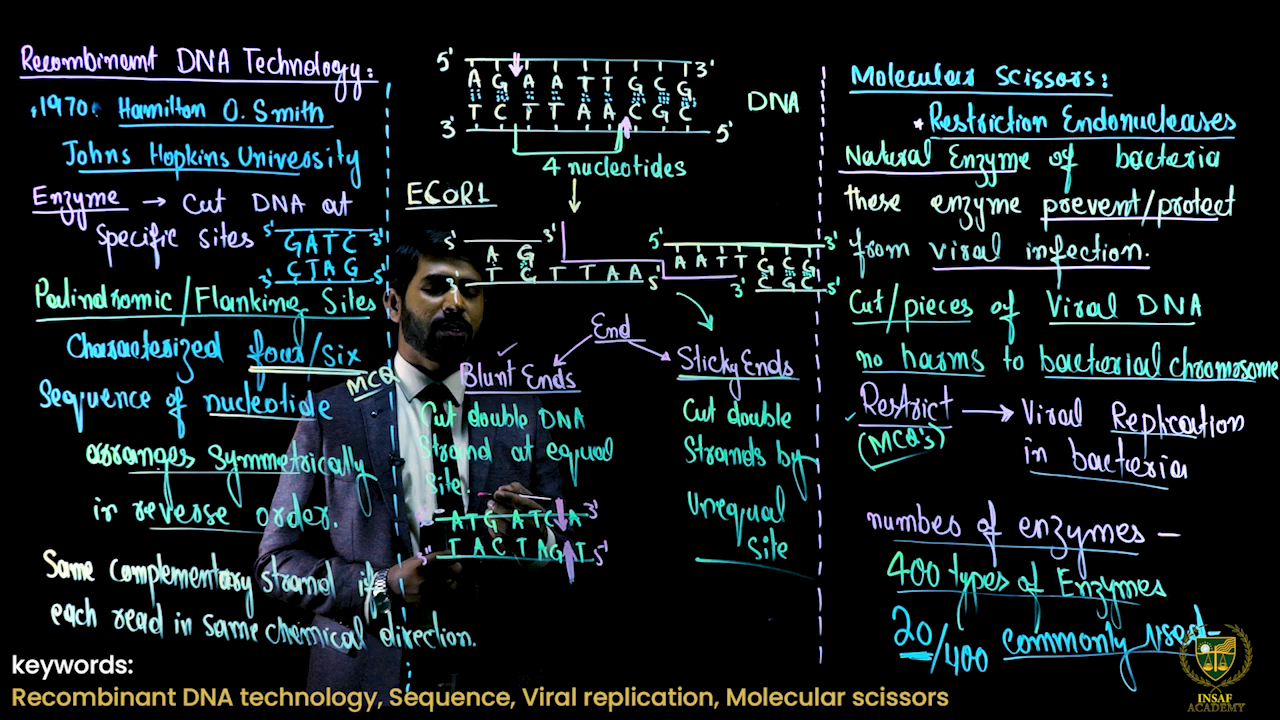 Recombinant DNA Technology:
1970: Hamilton O. Smith
Johns Hopkins University
Enzyme → Cut DNA at
Specific sites
5' 3'
GATC
CTAG
3' 5'
Palindromic/Flanking Sites
Characterized four/six
MCQ
Sequence of nucleotide
arranges symmetrically
in reverse order.
Same complementary strand if
each read in same chemical direction.
5' 3'
A G A A T T G C G
T C T T A A C G C
3' 5'
DNA
4 nucleotides
ECOR1
5' 3'
A G
T C T T A A
3' 5'
5' 3'
A A T T G C G
C G C
3' 5'
End
Blunt Ends
Cut double DNA
Strand at equal
Site.
ATGATC A 3'
TACTAG T 5'
Sticky Ends
Cut double
Strands by
Unequal
Site
Molecular Scissors:
* Restriction Endonucleases
Natural Enzyme of bacteria
these enzyme prevent/protect
from viral infection.
Cut/pieces of Viral DNA
no harms to bacterial chromosome
Restrict → Viral Replication
(MCQ's) in bacteria
numbes of enzymes –
400 types of Enzymes
20/400 commonly used
keywords:
Recombinant DNA technology, Sequence, Viral replication, Molecular scissors
INSAF
ACADEMY